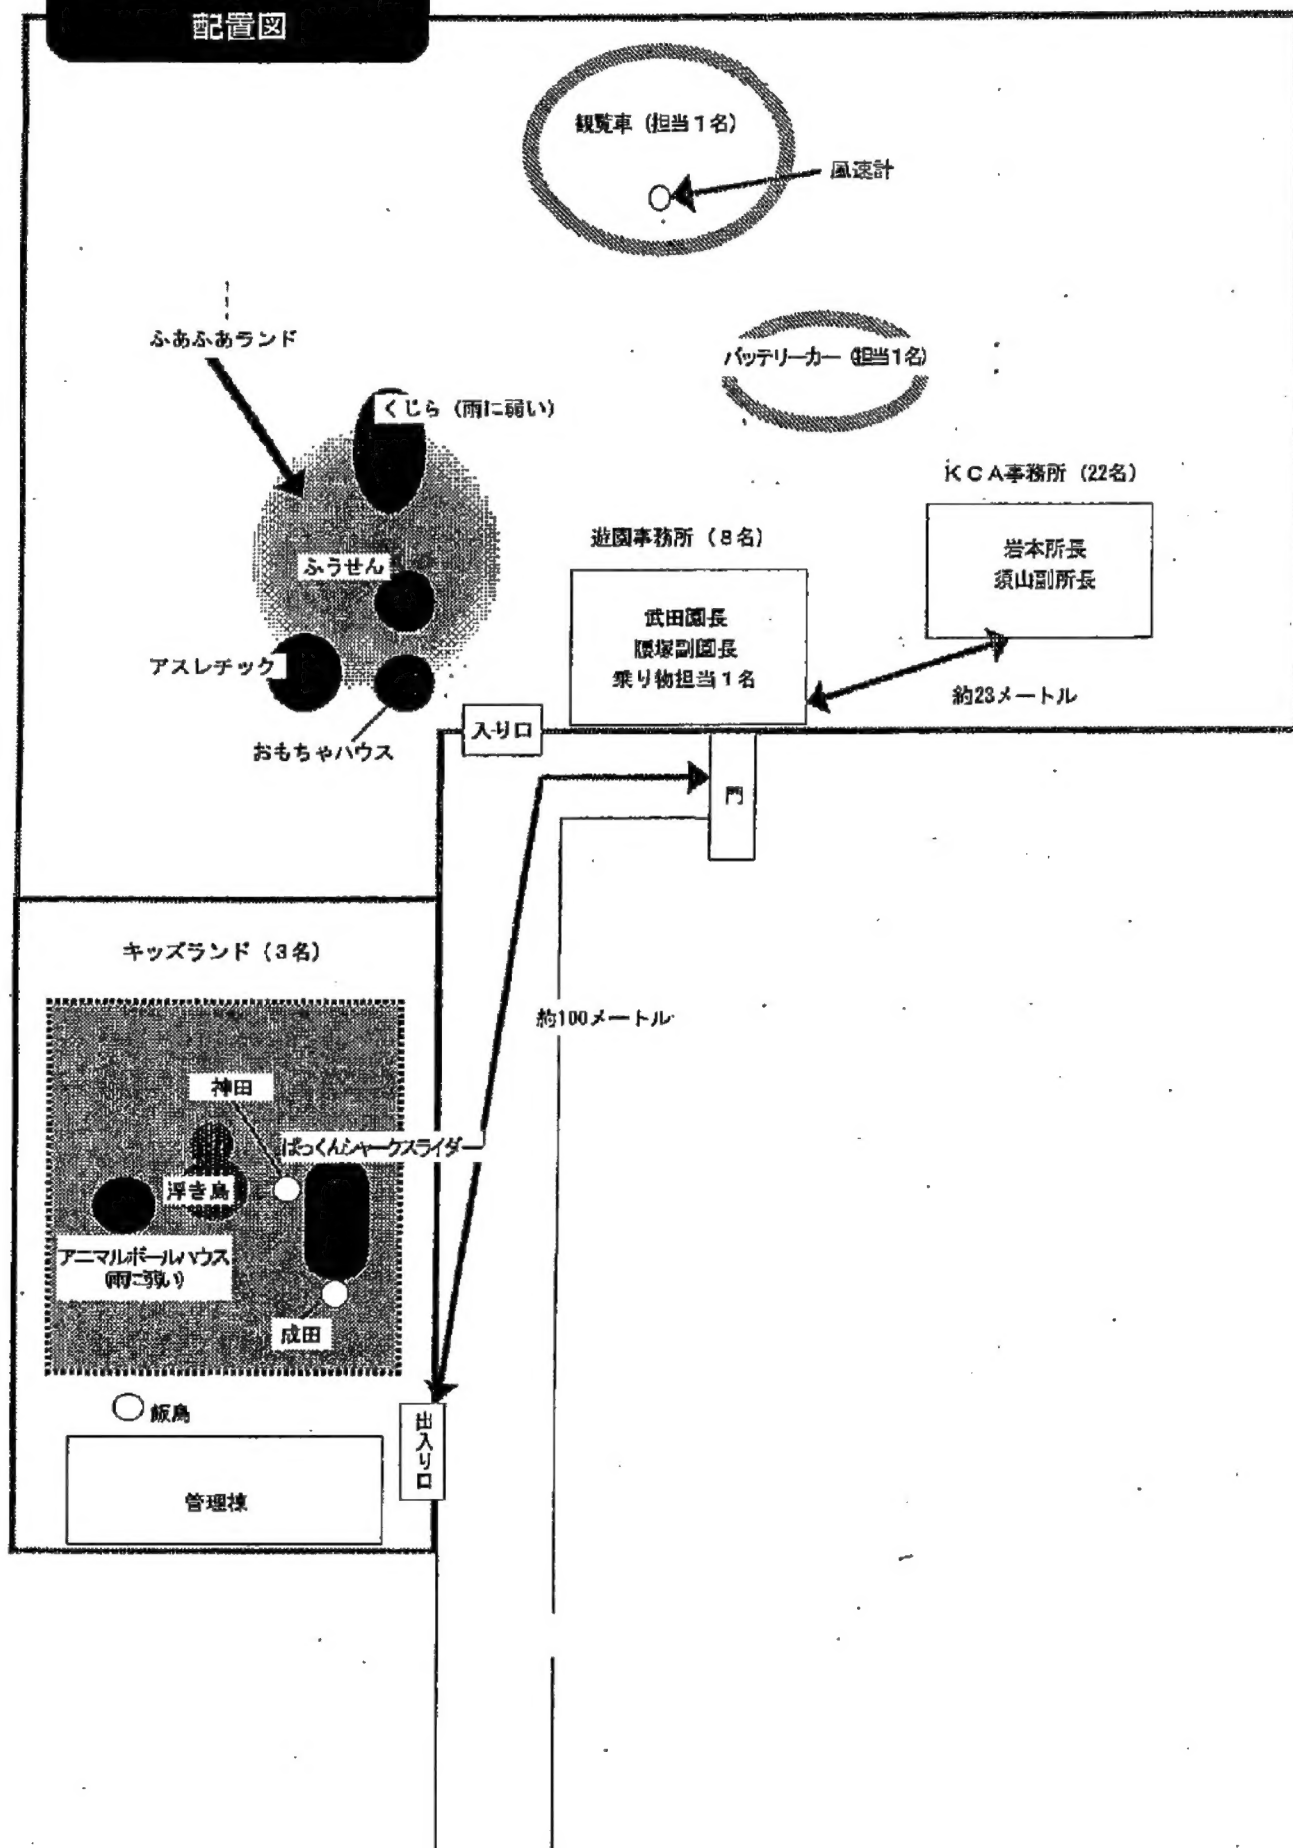 配置図
観覧車（担当１名）
風速計
ふあふあランド
バッテリーカー（担当１名）
くじら（雨に弱い）
ＫＣＡ事務所（22名）
岩本所長
須山副所長
遊園事務所（８名）
武田園長
腰塚副園長
乗り物担当１名
ふうせん
アスレチック
約23メートル
おもちゃハウス
入り口
門
キッズランド（３名）
約100メートル
神田
ぱっくんシャークスライダー
浮き島
アニマルボールハウス
（雨に弱い）
成田
飯島
出入り口
管理棟